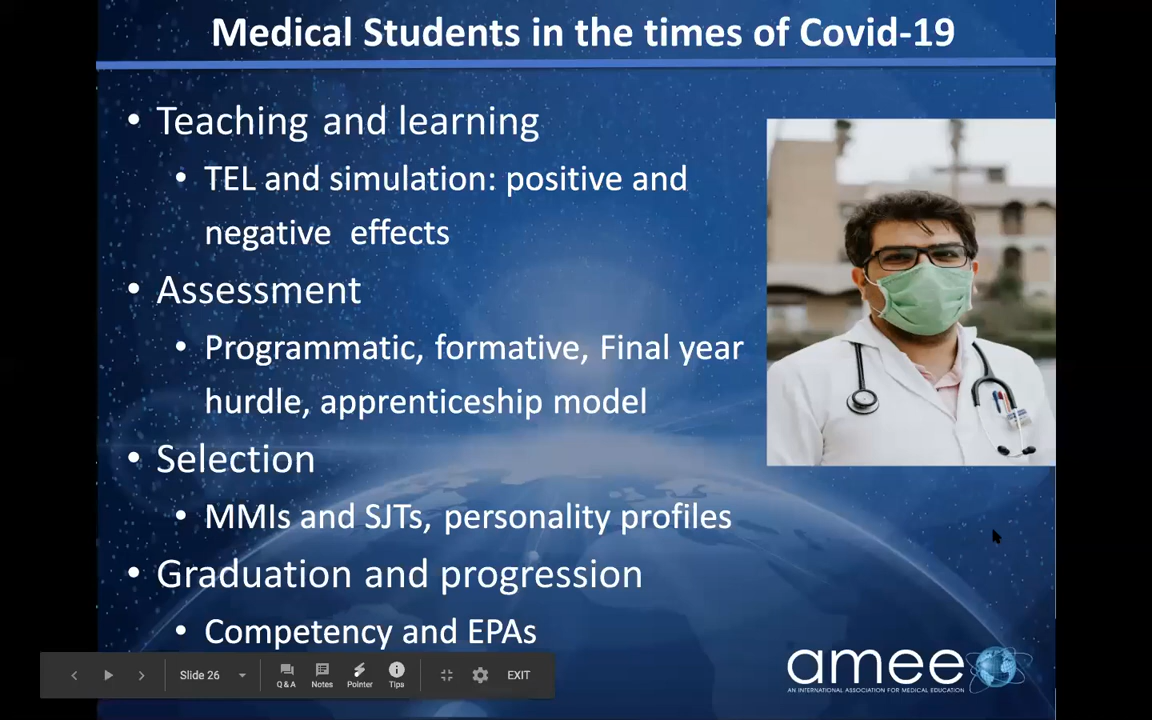 Medical Students in the times of Covid-19
• Teaching and learning
• TEL and simulation: positive and
negative effects
• Assessment
• Programmatic, formative, Final year
hurdle, apprenticeship model
• Selection
• MMIs and SJTs, personality profiles
• Graduation and progression
• Competency and EPAs
Slide 26
Q & A
Notes
Pointer
Tips
EXIT
amee
AN INTERNATIONAL ASSOCIATION FOR MEDICAL EDUCATION